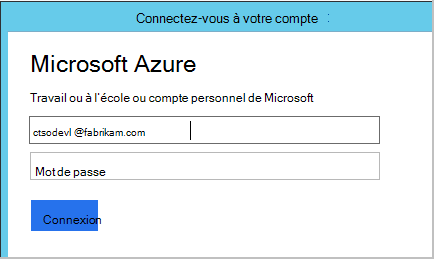 Connectez-vous à votre compte
Microsoft Azure
Travail ou à l'école ou compte personnel de Microsoft
ctsodevl @fabrikam.com
Mot de passe
Connexion